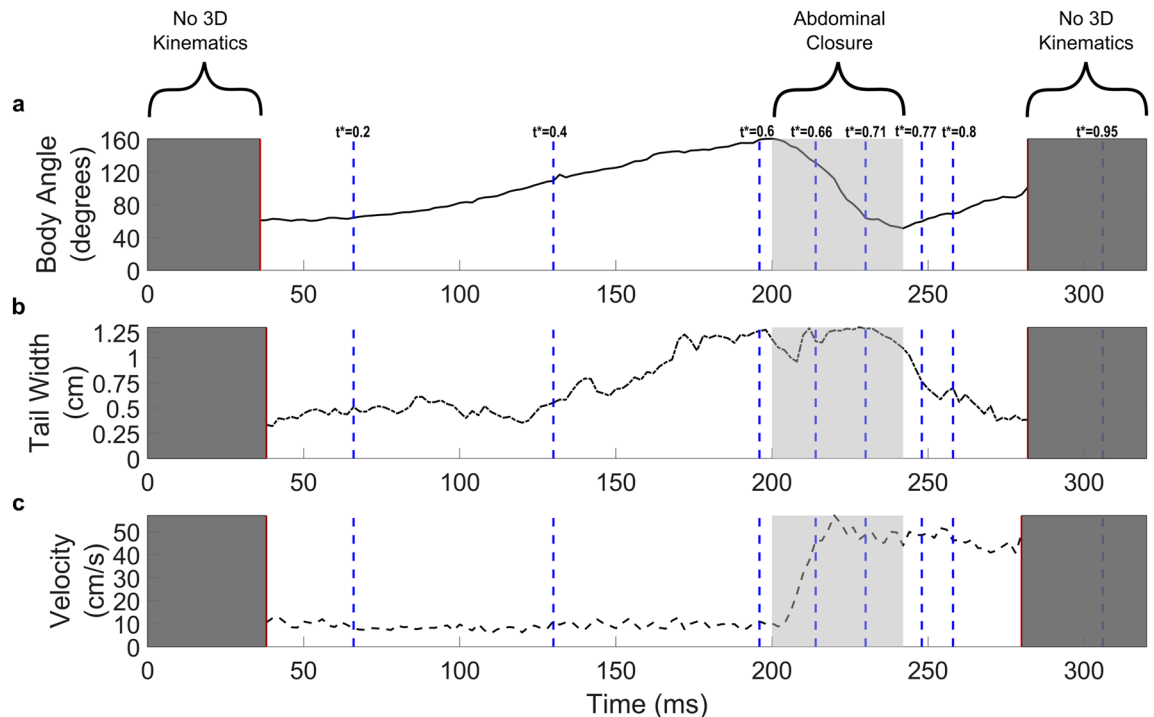 No 3D
Kinematics
Abdominal
Closure
No 3D
Kinematics
a
t*=0.2
t*=0.4
t*=0.6
t*=0.66
t*=0.71
t*=0.77
t*=0.8
t*=0.95
Body Angle
(degrees)
160
120
80
40
0
0
50
100
150
200
250
300
b
Tail Width
(cm)
1.25
1
0.75
0.5
0.25
0
0
50
100
150
200
250
300
c
Velocity
(cm/s)
50
40
30
20
10
0
0
50
100
150
200
250
300
Time (ms)